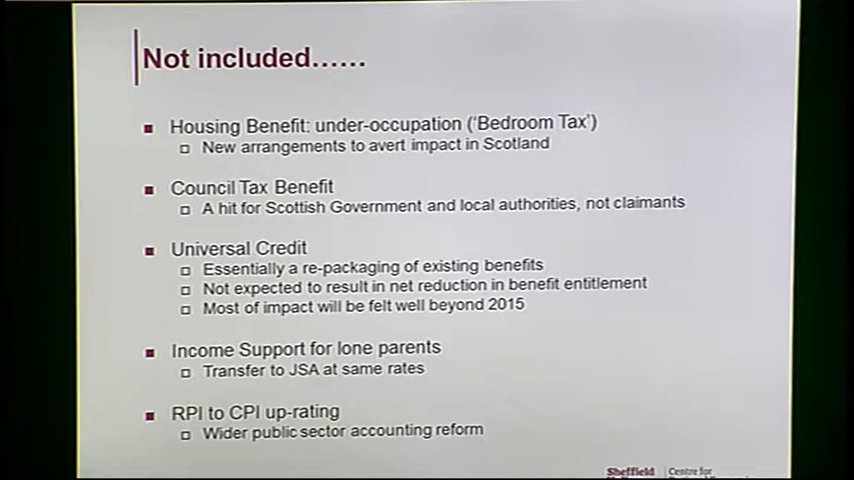 Not included......
Housing Benefit: under-occupation ('Bedroom Tax')
New arrangements to avert impact in Scotland
Council Tax Benefit
A hit for Scottish Government and local authorities, not claimants
Universal Credit
Essentially a re-packaging of existing benefits
Not expected to result in net reduction in benefit entitlement
Most of impact will be felt well beyond 2015
Income Support for lone parents
Transfer to JSA at same rates
RPI to CPI up-rating
Wider public sector accounting reform
Sheffield
Centre for